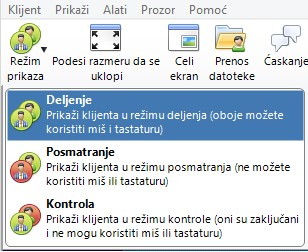 Klijent Prikaži Alati Prozor Pomoć
Režim prikaza
Podesi razmeru da se uklopi
Celi ekran
Prenos datoteke
Ćaskanje
Deljenje
Prikaži klijenta u režimu deljenja (oboje možete
koristiti miš i tastaturu)
Posmatranje
Prikaži klijenta u režimu posmatranja (ne možete
koristiti miš ili tastaturu)
Kontrola
Prikaži klijenta u režimu kontrole (oni su zaključani
i ne mogu koristiti miš ili tastaturu)